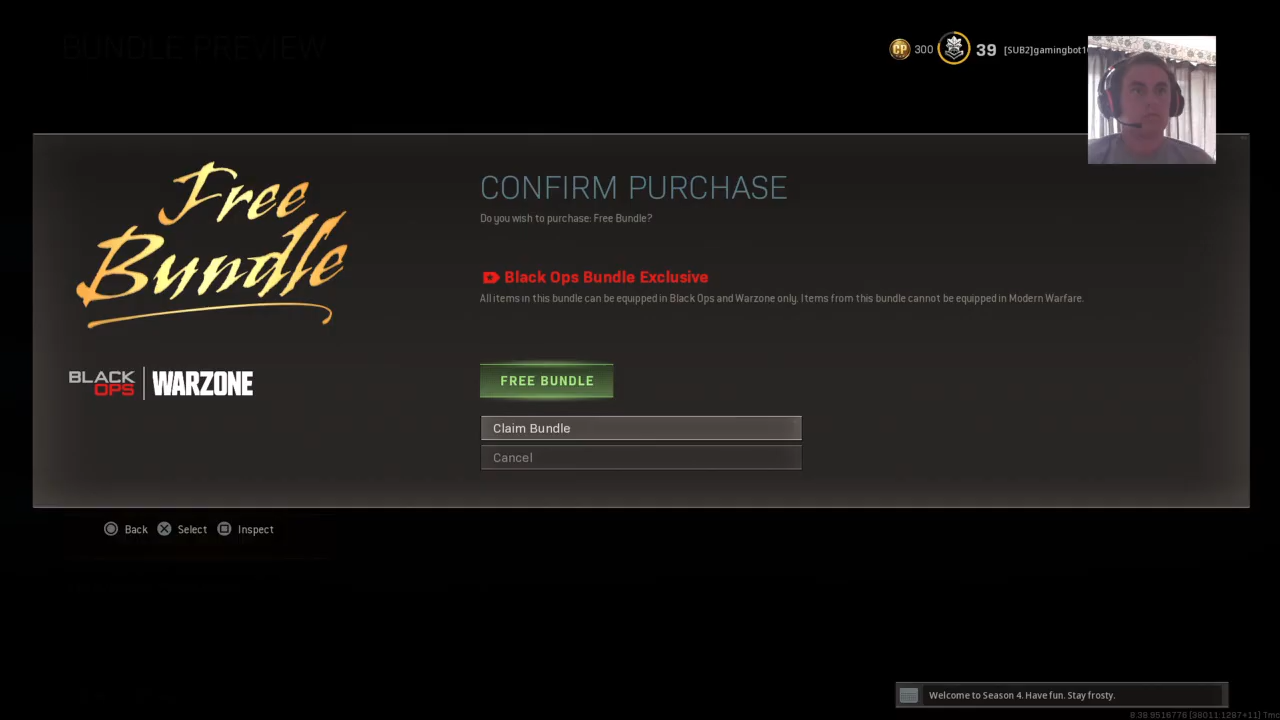 BUNDLE PREVIEW
CP 300 39 [SUB2]gamingbot1
Free
Bundle
CONFIRM PURCHASE
Do you wish to purchase: Free Bundle?
Black Ops Bundle Exclusive
All items in this bundle can be equipped in Black Ops and Warzone only. Items from this bundle cannot be equipped in Modern Warfare.
BLACK OPS WARZONE
FREE BUNDLE
Claim Bundle
Cancel
Back Select Inspect
Welcome to Season 4. Have fun. Stay frosty.